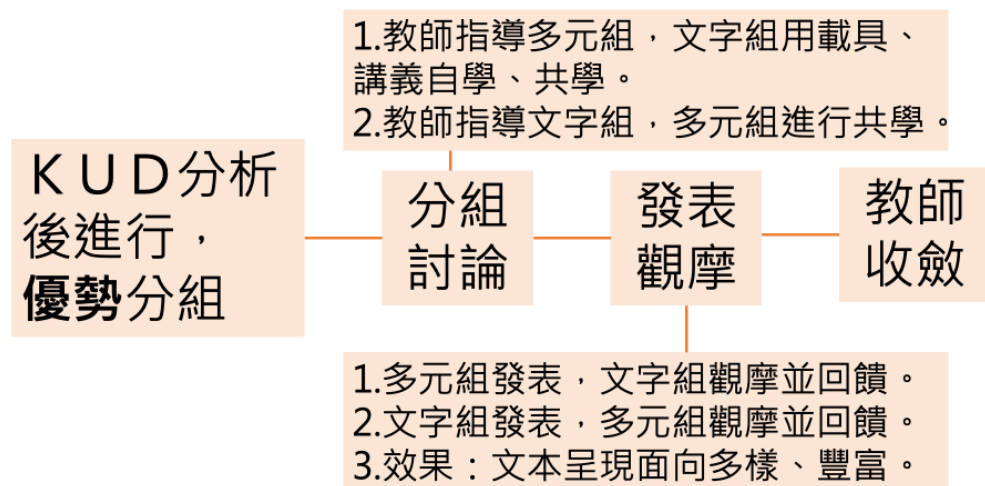 1.教師指導多元組，文字組用載具、
講義自學、共學。
2.教師指導文字組，多元組進行共學。
ＫＵＤ分析
後進行，
優勢分組
分組
討論
發表
觀摩
教師
收斂
1.多元組發表，文字組觀摩並回饋。
2.文字組發表，多元組觀摩並回饋。
3.效果：文本呈現面向多樣、豐富。